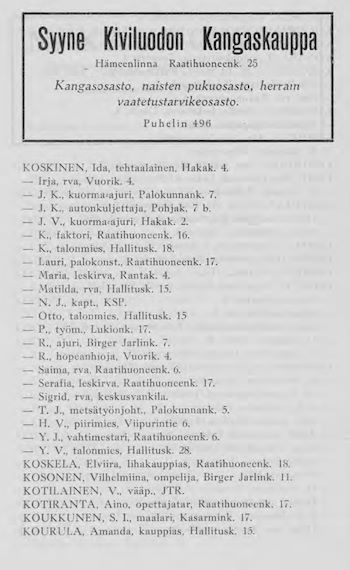 Syyne Kiviluodon Kangaskauppa
Hämeenlinna Raatihuoneenk. 25
Kangasosasto, naisten pukuosasto, herrain
vaatetustarvikeosasto.
Puhelin 496
KOSKINEN, Ida, tehtaalainen, Hakak. 4.
— Irja, rva, Vuorik. 4.
— J. K., kuorma-ajuri, Palokunnank. 7.
— J. K., autonkuljettaja, Pohjak. 7 b.
— J. V., kuorma-ajuri, Hakak. 2.
— K., faktori, Raatihuoneenk. 16.
— K., talonmies, Hallitusk. 18.
— Lauri, palokonst., Raatihuoneenk. 17.
— Maria, leskirva, Rantak. 4.
— Matilda, rva, Hallitusk. 15.
— N. J., kapt., KSP.
— Otto, talonmies, Hallitusk. 15
— P., työm., Lukionk. 17.
— R., ajuri, Birger Jarlink. 7.
— R., hopeanhioja, Vuorik. 4.
— Saima, rva, Raatihuoneenk. 6.
— Serafia, leskirva, Raatihuoneenk. 17.
— Sigrid, rva, keskusvankila.
— T. J., metsätyönjoht., Palokunnank. 5.
— H. V., piirimies, Viipurintie 6.
— Y. J., vahtimestari, Raatihuoneenk. 6.
— Y. V., talonmies, Hallitusk. 28.
KOSKELA, Elviira, lihakauppias, Raatihuoneenk. 18.
KOSONEN, Vilhelmiina, ompelija, Birger Jarlink. 11.
KOTILAINEN, V., vääp., JTR.
KOTIRANTA, Aino, opettajatar, Raatihuoneenk. 17.
KOUKKUNEN, S. I., maalari, Kasarmink. 17.
KOURULA, Amanda, kauppias, Hallitusk. 15.